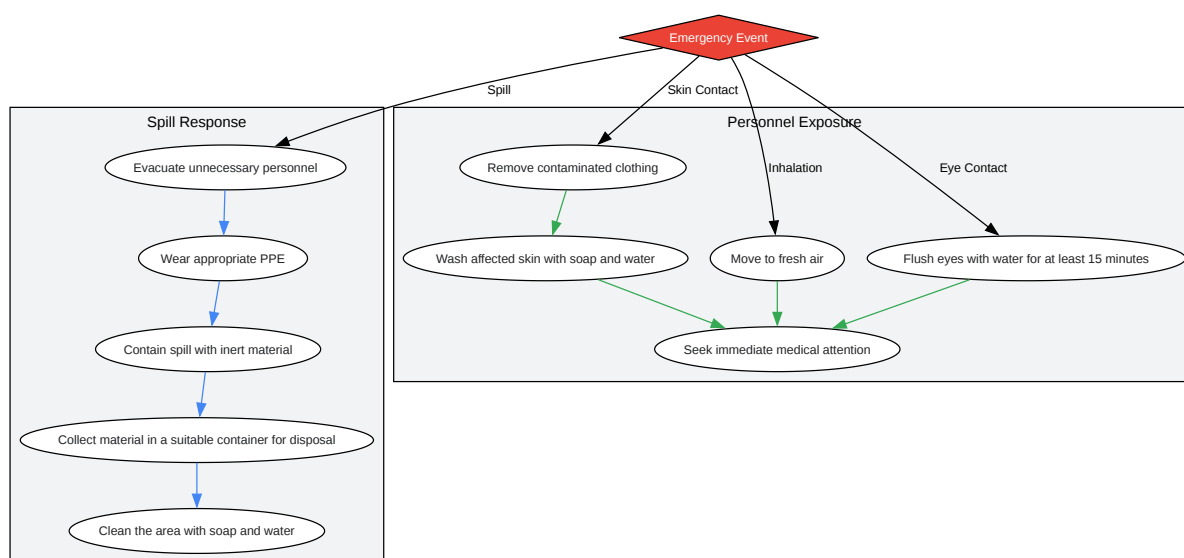 Emergency Event
Spill
Skin Contact
Inhalation
Eye Contact
Spill Response
Evacuate unnecessary personnel
Wear appropriate PPE
Contain spill with inert material
Collect material in a suitable container for disposal
Clean the area with soap and water
Personnel Exposure
Remove contaminated clothing
Wash affected skin with soap and water
Move to fresh air
Flush eyes with water for at least 15 minutes
Seek immediate medical attention